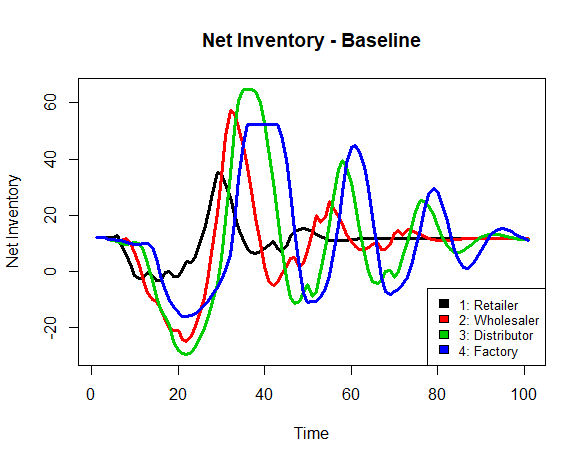 Net Inventory - Baseline
Net Inventory
60
40
20
0
-20
1: Retailer
2: Wholesaler
3: Distributor
4: Factory
0 20 40 60 80 100
Time